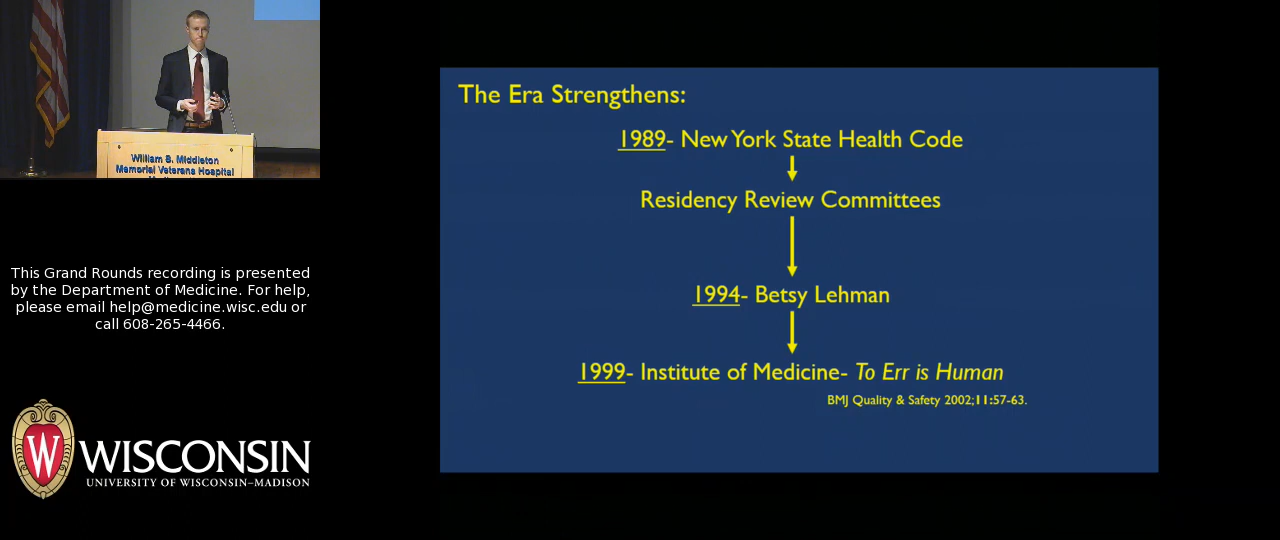 William S. Middleton
Memorial Veterans Hospital
This Grand Rounds recording is presented
by the Department of Medicine. For help,
please email help@medicine.wisc.edu or
call 608-265-4466.
W
WISCONSIN
UNIVERSITY OF WISCONSIN–MADISON
The Era Strengthens:
1989- New York State Health Code
Residency Review Committees
1994- Betsy Lehman
1999- Institute of Medicine- To Err is Human
BMJ Quality & Safety 2002;11:57-63.